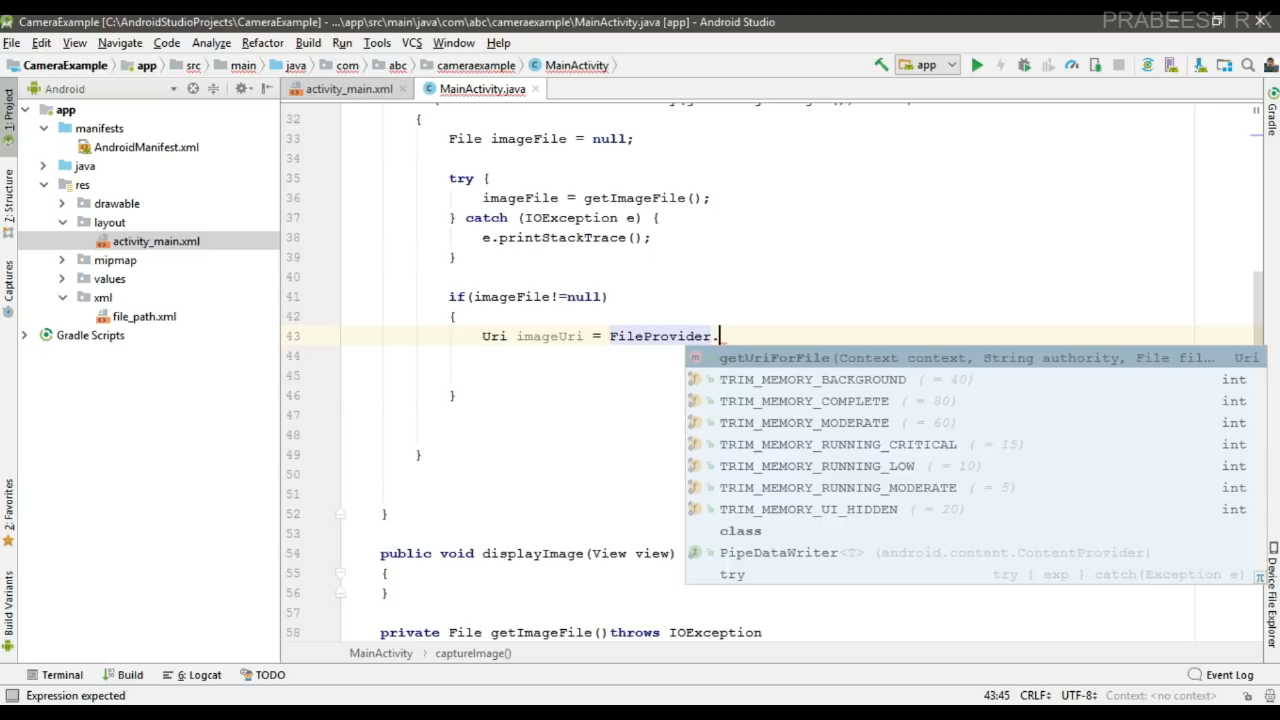 CameraExample [C:\AndroidStudioProjects\CameraExample] - ...\app\src\main\java\com\abc\cameraexample\MainActivity.java [app] - Android Studio
PRABEESH R K
File Edit View Navigate Code Analyze Refactor Build Run Tools VCS Window Help
CameraExample app src main java com abc cameraexample MainActivity app
1: Project
Z: Structure
Captures
2: Favorites
Build Variants
Android
app
manifests
AndroidManifest.xml
java
res
drawable
layout
activity_main.xml
mipmap
values
xml
file_path.xml
Gradle Scripts
activity_main.xml MainActivity.java
32 {
33 File imageFile = null;
34
35 try {
36 imageFile = getImageFile();
37 } catch (IOException e) {
38 e.printStackTrace();
39 }
40
41 if(imageFile!=null)
42 {
43 Uri imageUri = FileProvider.
44
45
46 }
47
48
49 }
50
51
52 }
53
54 public void displayImage(View view)
55 {
56 }
57
58 private File getImageFile()throws IOException
getUriForFile(Context context, String authority, File fil... Uri
TRIM_MEMORY_BACKGROUND ( = 40) int
TRIM_MEMORY_COMPLETE ( = 80) int
TRIM_MEMORY_MODERATE ( = 60) int
TRIM_MEMORY_RUNNING_CRITICAL ( = 15) int
TRIM_MEMORY_RUNNING_LOW ( = 10) int
TRIM_MEMORY_RUNNING_MODERATE ( = 5) int
TRIM_MEMORY_UI_HIDDEN ( = 20) int
class
PipeDataWriter<T> (android.content.ContentProvider)
try try { exp } catch(Exception e)
Gradle
Device File Explorer
MainActivity captureImage()
Terminal Build 6: Logcat TODO Event Log
Expression expected 43:45 CRLF UTF-8 Context: <no context>